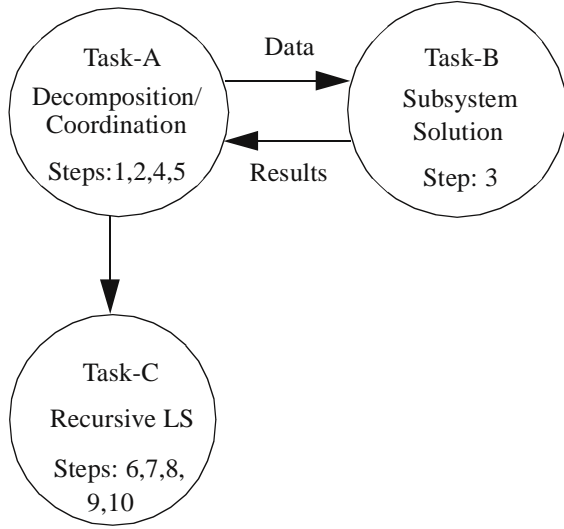 Task-A
Decomposition/
Coordination
Steps:1,2,4,5
Data
Results
Task-B
Subsystem
Solution
Step: 3
Task-C
Recursive LS
Steps: 6,7,8,
9,10